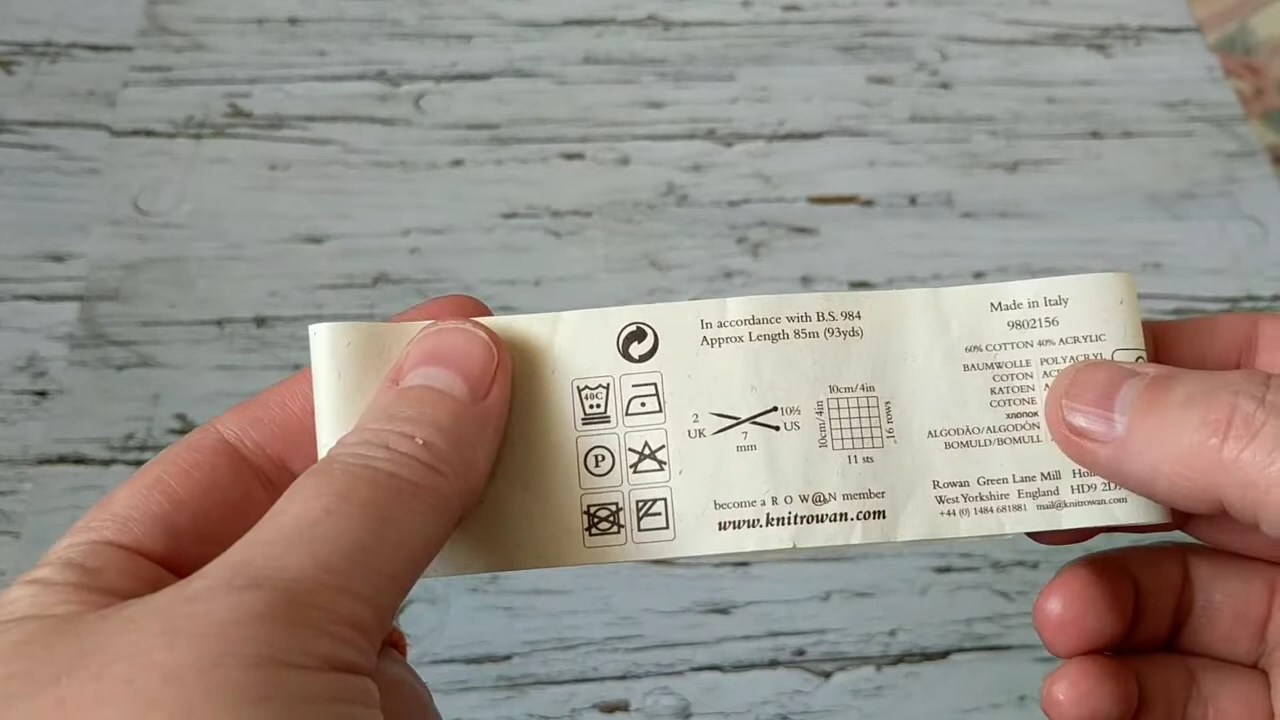 40C
P
In accordance with B.S. 984
Approx Length 85m (93yds)
2
UK
7
mm
10½
US
10cm/4in
10cm/4in
16 rows
11 sts
become a R O W@N member
www.knitrowan.com
Made in Italy
9802156
60% COTTON 40% ACRYLIC
BAUMWOLLE POLYACRYL
COTON
KATOEN
COTONE
хлопок
ALGODÃO/ALGODÓN
BOMULD/BOMULL
Rowan Green Lane Mill
West Yorkshire England HD9
+44 (0) 1484 681881 mail@knitrowan.com